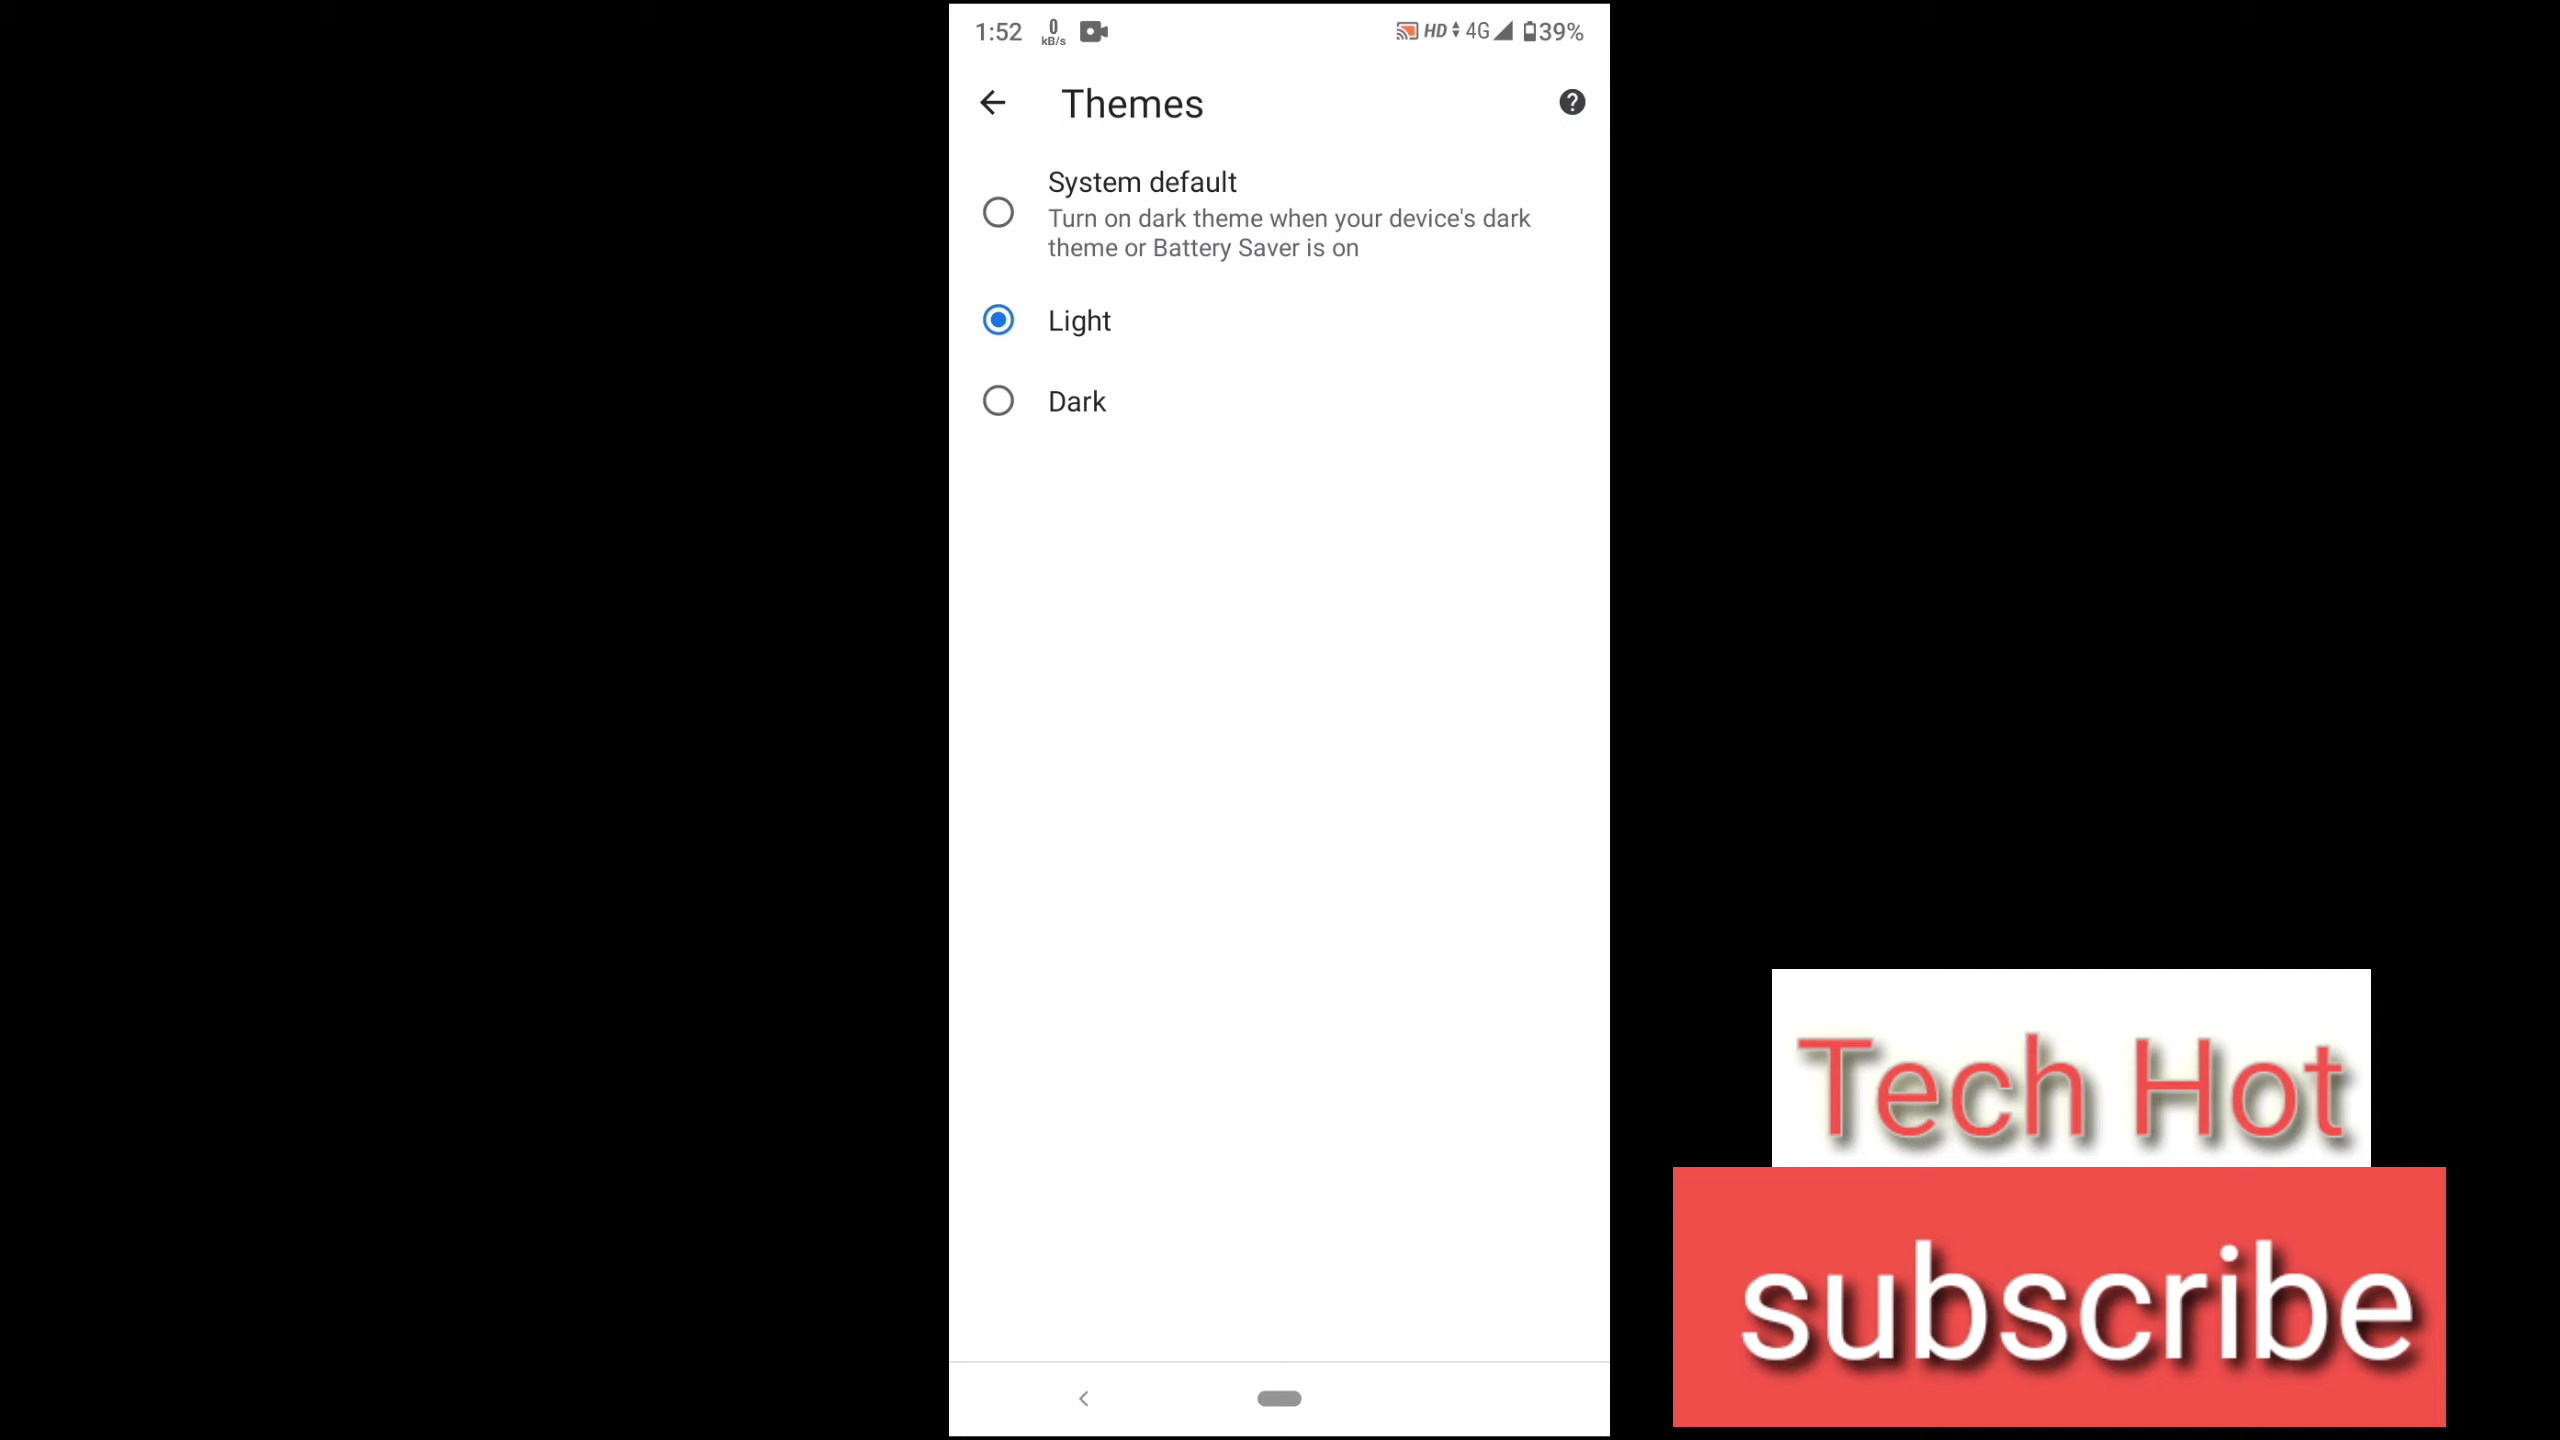 1:52 0 kB/s HD 4G 39%
Themes
System default
Turn on dark theme when your device's dark
theme or Battery Saver is on
Light
Dark
Tech Hot
subscribe